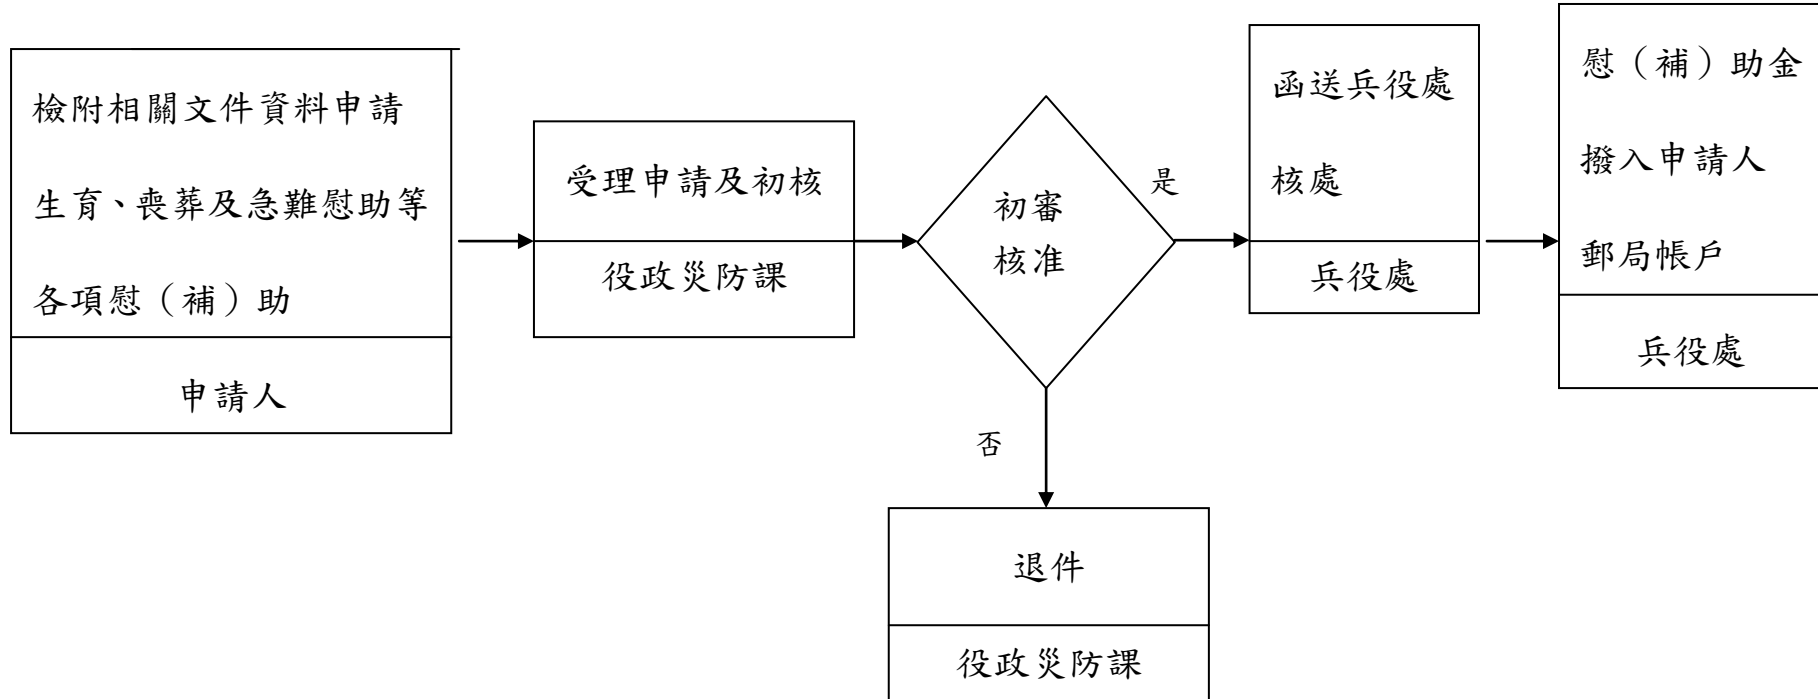 檢附相關文件資料申請
生育、喪葬及急難慰助等
各項慰（補）助
申請人
受理申請及初核
役政災防課
初審
核准
是
函送兵役處
核處
兵役處
慰（補）助金
撥入申請人
郵局帳戶
兵役處
否
退件
役政災防課